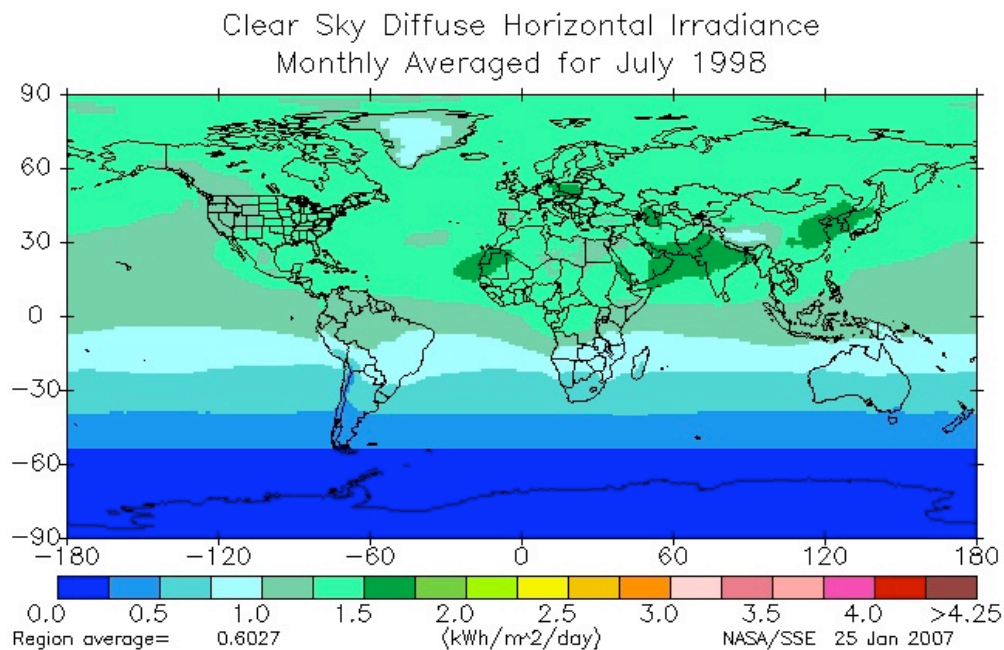 Clear Sky Diffuse Horizontal Irradiance
Monthly Averaged for July 1998
90
60
30
0
−30
−60
−90
−180 −120 −60 0 60 120 180
0.0 0.5 1.0 1.5 2.0 2.5 3.0 3.5 4.0 >4.25
Region average= 0.6027 (kWh/m^2/day) NASA/SSE 25 Jan 2007